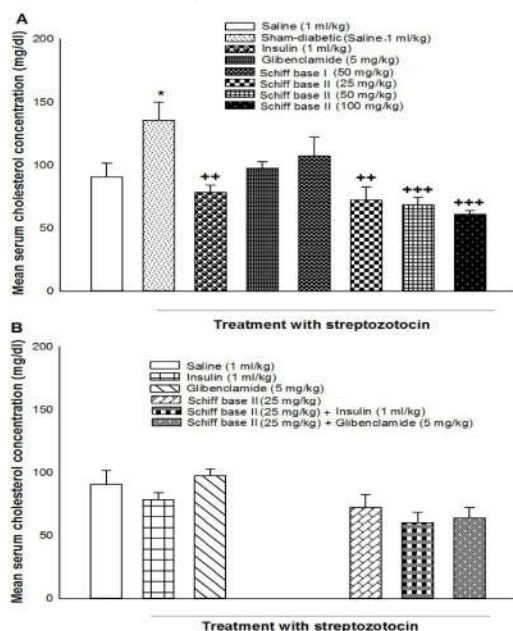 A
Saline (1 ml/kg)
Sham-diabetic (Saline-1 ml/kg)
Insulin (1 ml/kg)
Glibenclamide (5 mg/kg)
Schiff base I (50 mg/kg)
Schiff base II (25 mg/kg)
Schiff base II (50 mg/kg)
Schiff base II (100 mg/kg)
Mean serum cholesterol concentration (mg/dl)
200
150
100
50
0
*
++
++
+++
+++
Treatment with streptozotocin
B
Saline (1 ml/kg)
Insulin (1 ml/kg)
Glibenclamide (5 mg/kg)
Schiff base II (25 mg/kg)
Schiff base II (25 mg/kg) + Insulin (1 ml/kg)
Schiff base II (25 mg/kg) + Glibenclamide (5 mg/kg)
Mean serum cholesterol concentration (mg/dl)
200
150
100
50
0
Treatment with streptozotocin